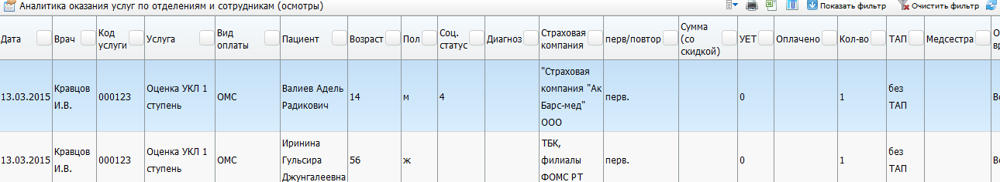 Аналитика оказания услуг по отделениям и сотрудникам (осмотры)
Показать фильтр
Очистить фильтр
Дата
Врач
Код
услуги
Услуга
Вид
оплаты
Пациент
Возраст
Пол
Соц.
статус
Диагноз
Страховая
компания
перв/повтор
Сумма
(со
скидкой)
УЕТ
Оплачено
Кол-во
ТАП
Медсестра
13.03.2015
Кравцов
И.В.
000123
Оценка УКЛ 1
ступень
ОМС
Валиев Адель
Радикович
14
м
4
"Страховая
компания "Ак
Барс-мед"
ООО
перв.
0
1
без
ТАП
13.03.2015
Кравцов
И.В.
000123
Оценка УКЛ 1
ступень
ОМС
Иринина
Гульсира
Джунгалеевна
56
ж
ТБК,
филиалы
ФОМС РТ
перв.
0
1
без
ТАП